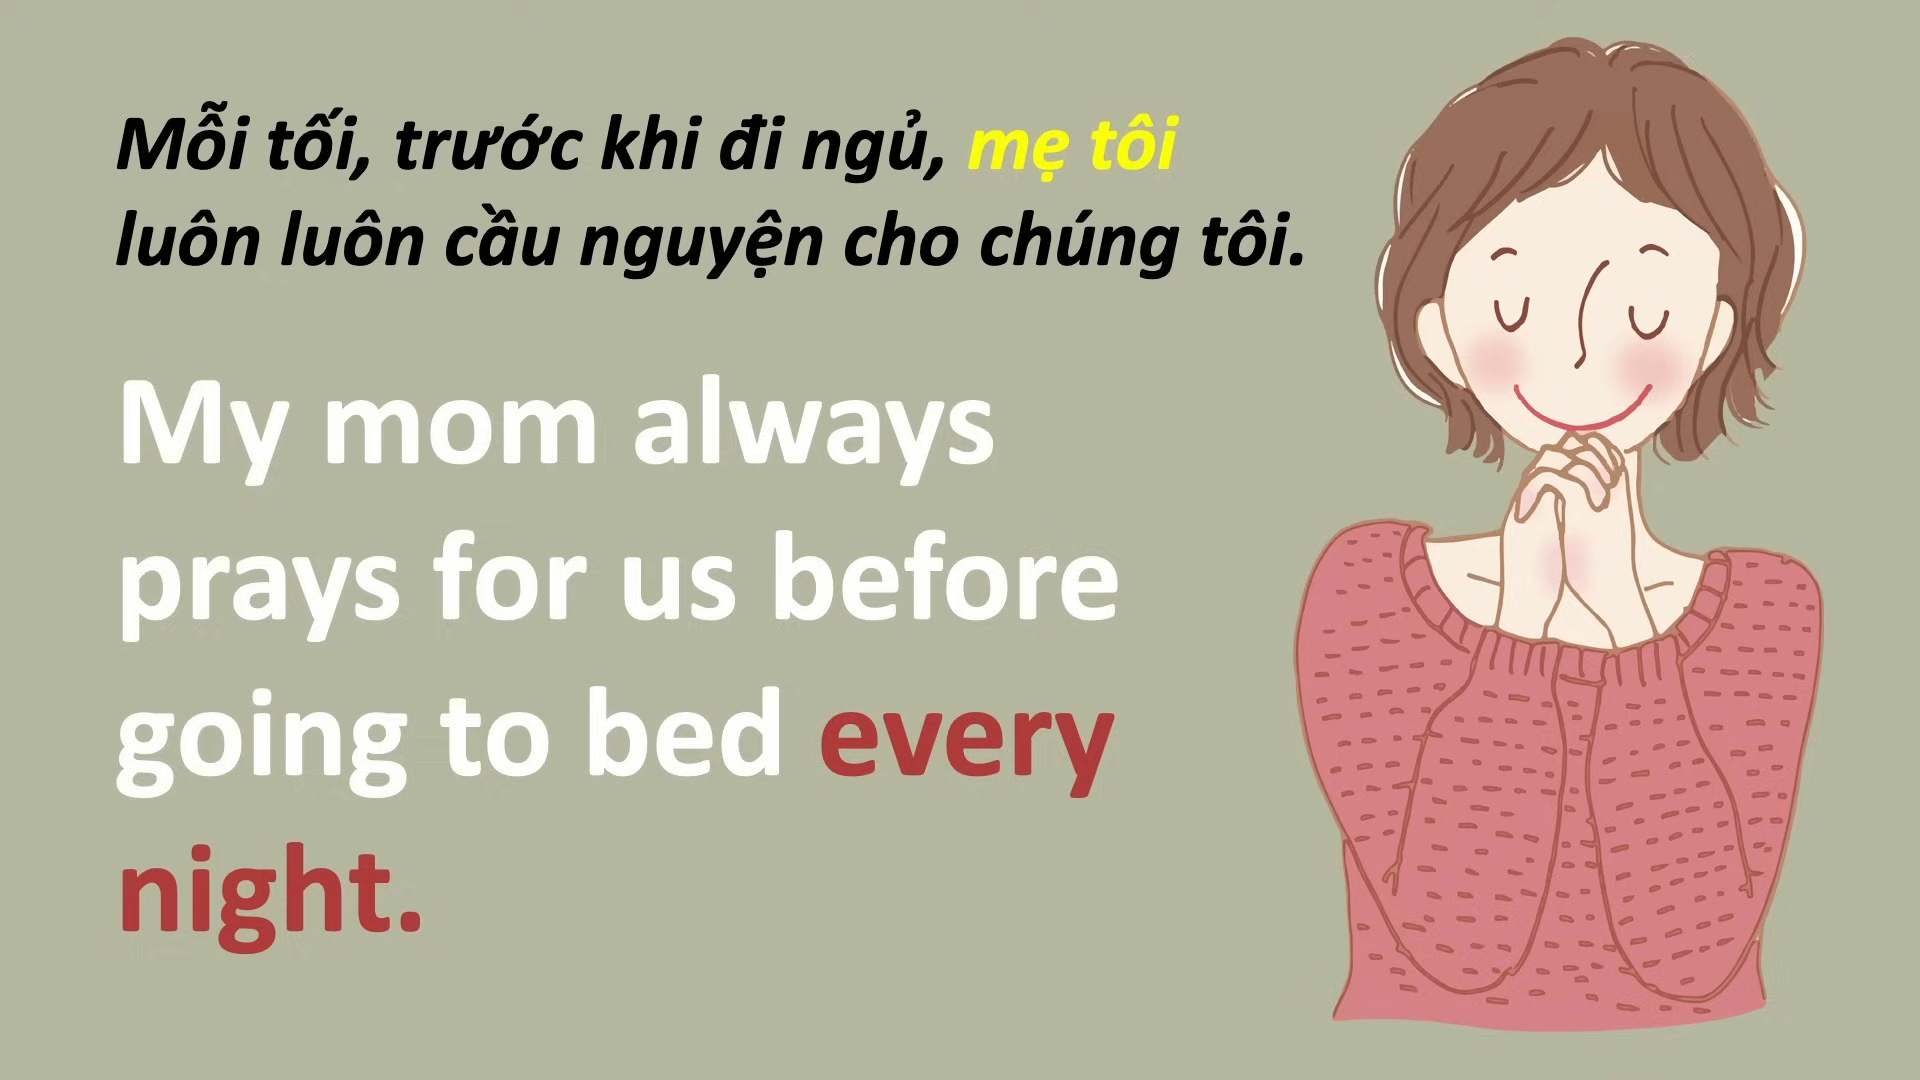 Mỗi tối, trước khi đi ngủ, mẹ tôi
luôn luôn cầu nguyện cho chúng tôi.
My mom always
prays for us before
going to bed every
night.